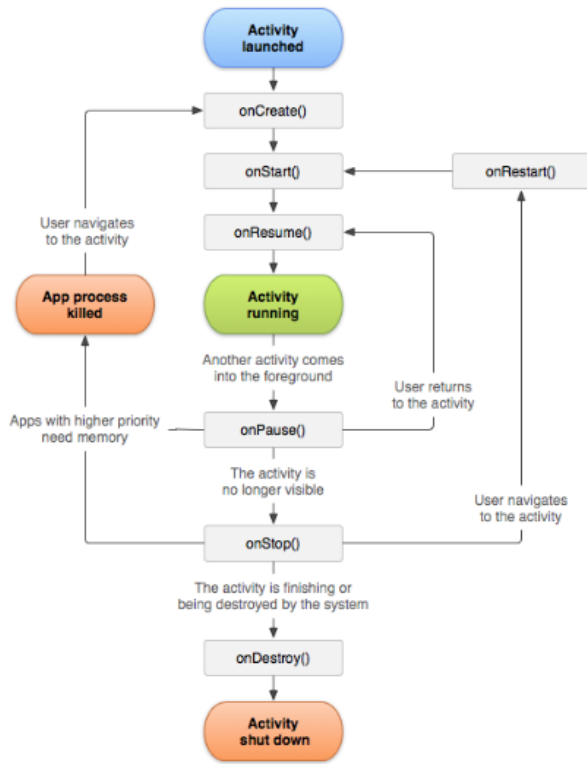 Activity
launched
onCreate()
onStart()
onRestart()
User navigates
to the activity
onResume()
App process
killed
Activity
running
Another activity comes
into the foreground
User returns
to the activity
Apps with higher priority
need memory
onPause()
The activity is
no longer visible
User navigates
to the activity
onStop()
The activity is finishing or
being destroyed by the system
onDestroy()
Activity
shut down